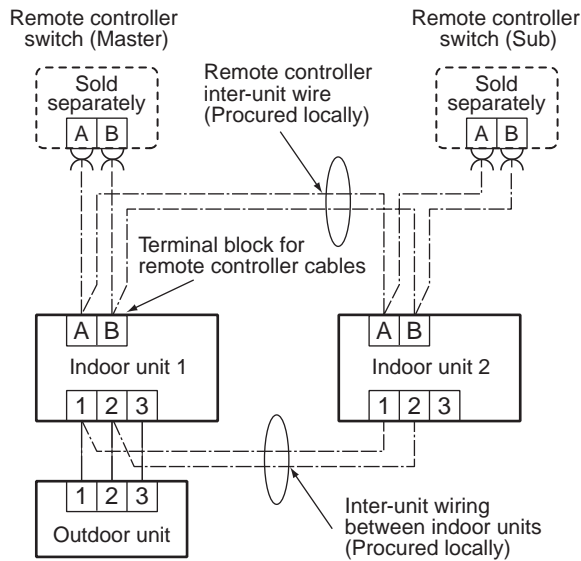 Remote controller
switch (Master)
Remote controller
switch (Sub)
Sold
separately
A B
Remote controller
inter-unit wire
(Procured locally)
Sold
separately
A B
Terminal block for
remote controller cables
A B
Indoor unit 1
1 2 3
A B
Indoor unit 2
1 2 3
1 2 3
Outdoor unit
Inter-unit wiring
between indoor units
(Procured locally)